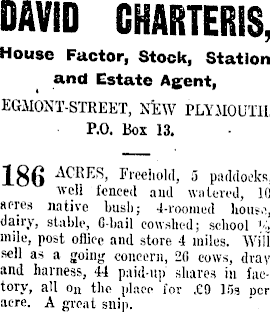 DAVID CHARTERIS,
House Factor, Stock, Station
and Estate Agent,
EGMONT-STREET, NEW PLYMOUTH.
P.O. Box 13.
186 ACRES, Freehold, 5 paddocks,
well fenced and watered, 10
acres native bush; 4-roomed house,
dairy, stable, 6-bail cowshed; school ½
mile, post office and store 4 miles. Will
sell as a going concern, 26 cows, dray
and harness, 44 paid-up shares in fac-
tory, all on the place for £9 15s per
acre. A great snip.